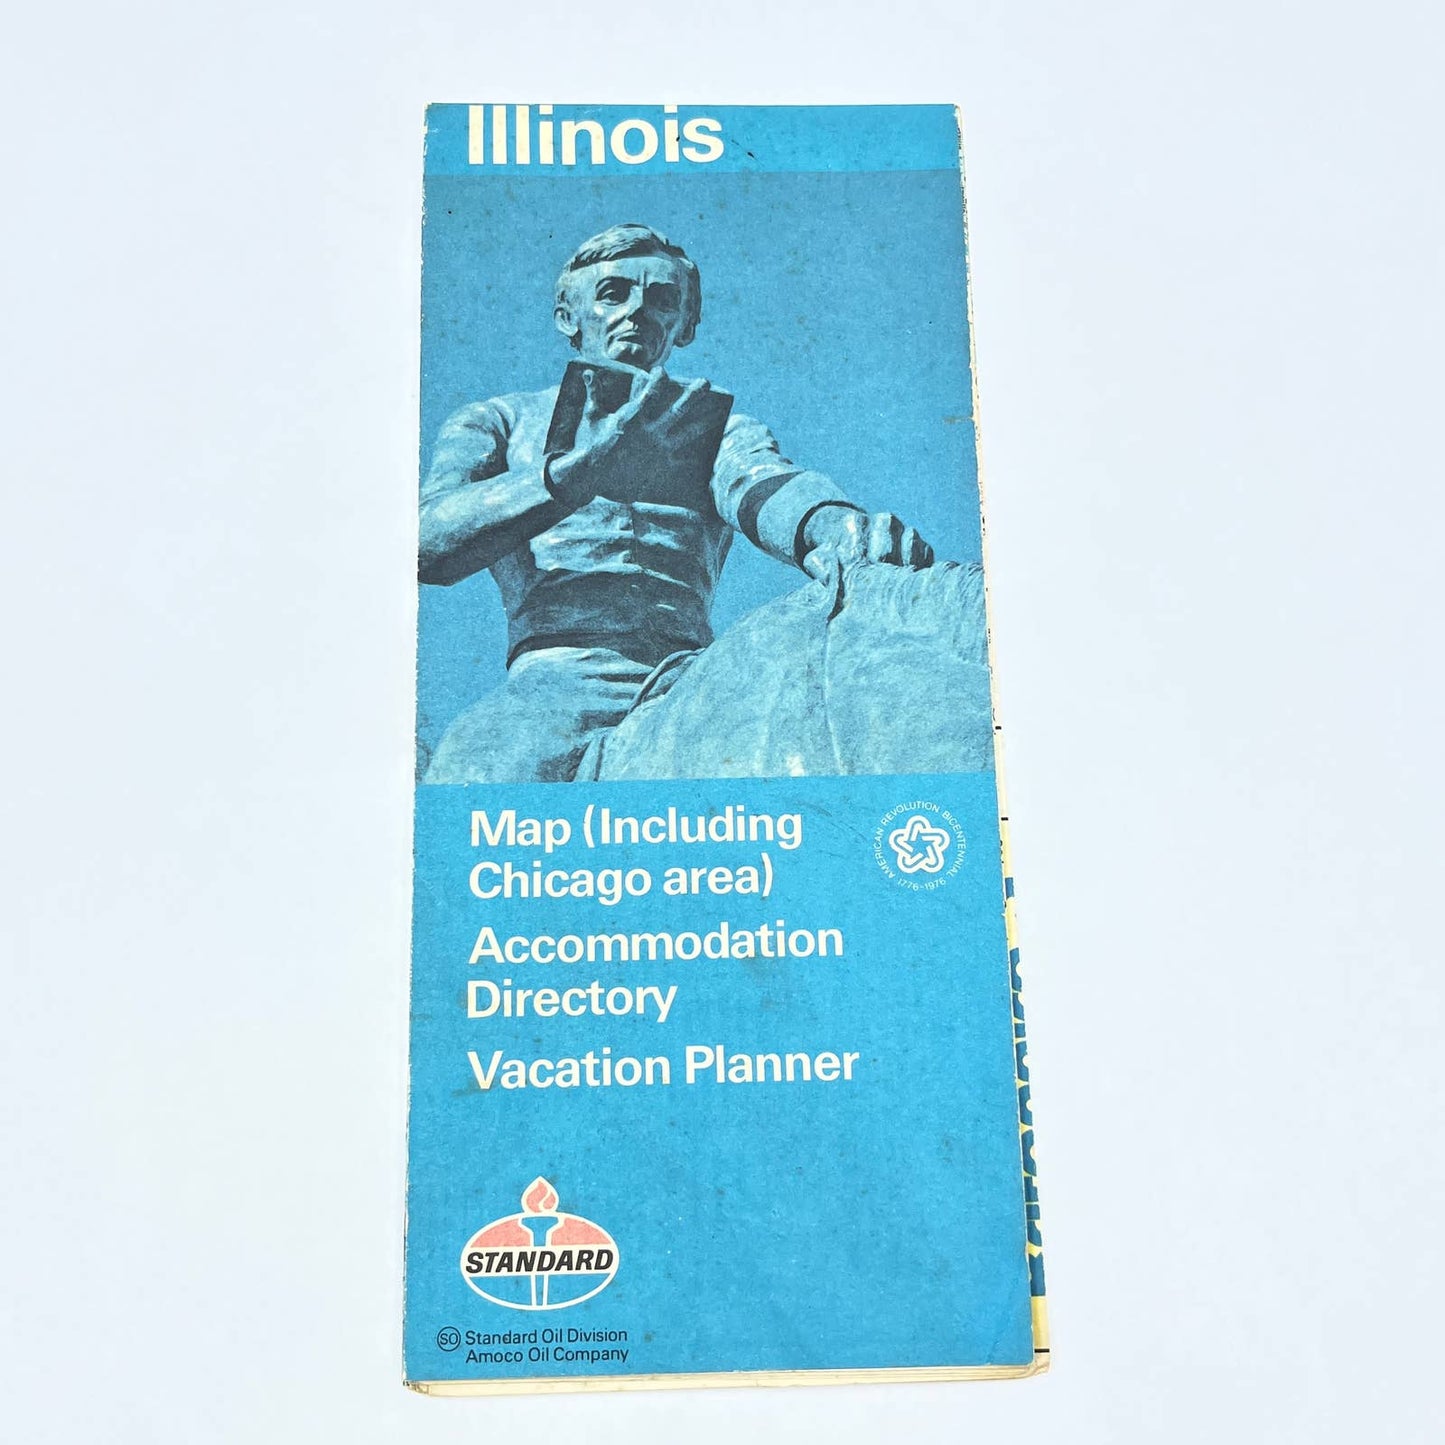 Illinois
Map (Including
Chicago area)
AMERICAN REVOLUTION BICENTENNIAL
1776-1976
Accommodation
Directory
Vacation Planner
STANDARD
SO Standard Oil Division
Amoco Oil Company